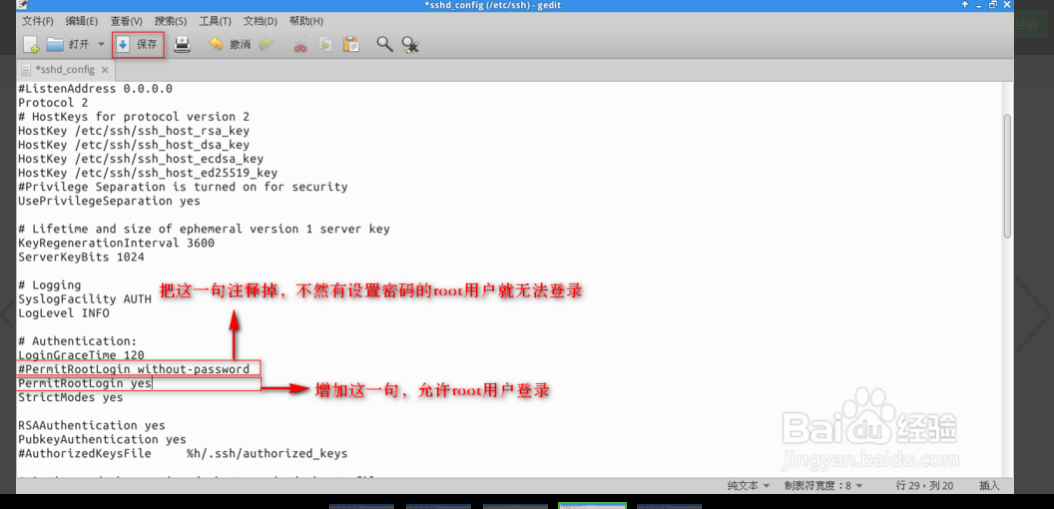 *sshd_config (/etc/ssh) - gedit
文件(F) 编辑(E) 查看(V) 搜索(S) 工具(T) 文档(D) 帮助(H)
打开 保存 撤消
*sshd_config
#ListenAddress 0.0.0.0
Protocol 2
# HostKeys for protocol version 2
HostKey /etc/ssh/ssh_host_rsa_key
HostKey /etc/ssh/ssh_host_dsa_key
HostKey /etc/ssh/ssh_host_ecdsa_key
HostKey /etc/ssh/ssh_host_ed25519_key
#Privilege Separation is turned on for security
UsePrivilegeSeparation yes
# Lifetime and size of ephemeral version 1 server key
KeyRegenerationInterval 3600
ServerKeyBits 1024
# Logging
SyslogFacility AUTH
把这一句注释掉，不然有设置密码的root用户就无法登录
LogLevel INFO
# Authentication:
LoginGraceTime 120
#PermitRootLogin without-password
PermitRootLogin yes
增加这一句，允许root用户登录
StrictModes yes
RSAAuthentication yes
PubkeyAuthentication yes
#AuthorizedKeysFile %h/.ssh/authorized_keys
Baidu 经验
jingyan.baidu.com
纯文本 制表符宽度：8 行 29，列 20 插入